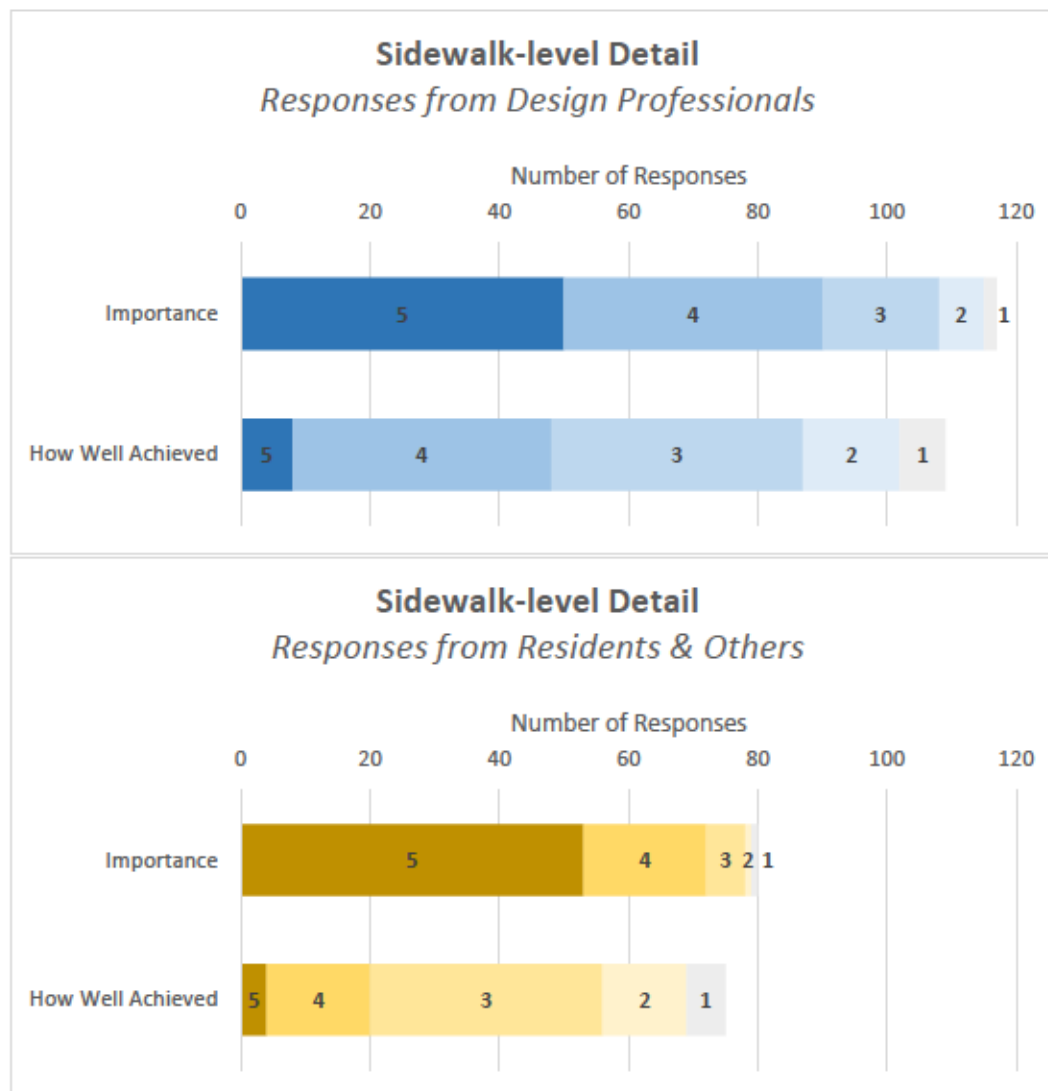 Sidewalk-level Detail
Responses from Design Professionals
Number of Responses
0 20 40 60 80 100 120
Importance 5 4 3 2 1
How Well Achieved 5 4 3 2 1
Sidewalk-level Detail
Responses from Residents & Others
Number of Responses
0 20 40 60 80 100 120
Importance 5 4 3 2 1
How Well Achieved 5 4 3 2 1